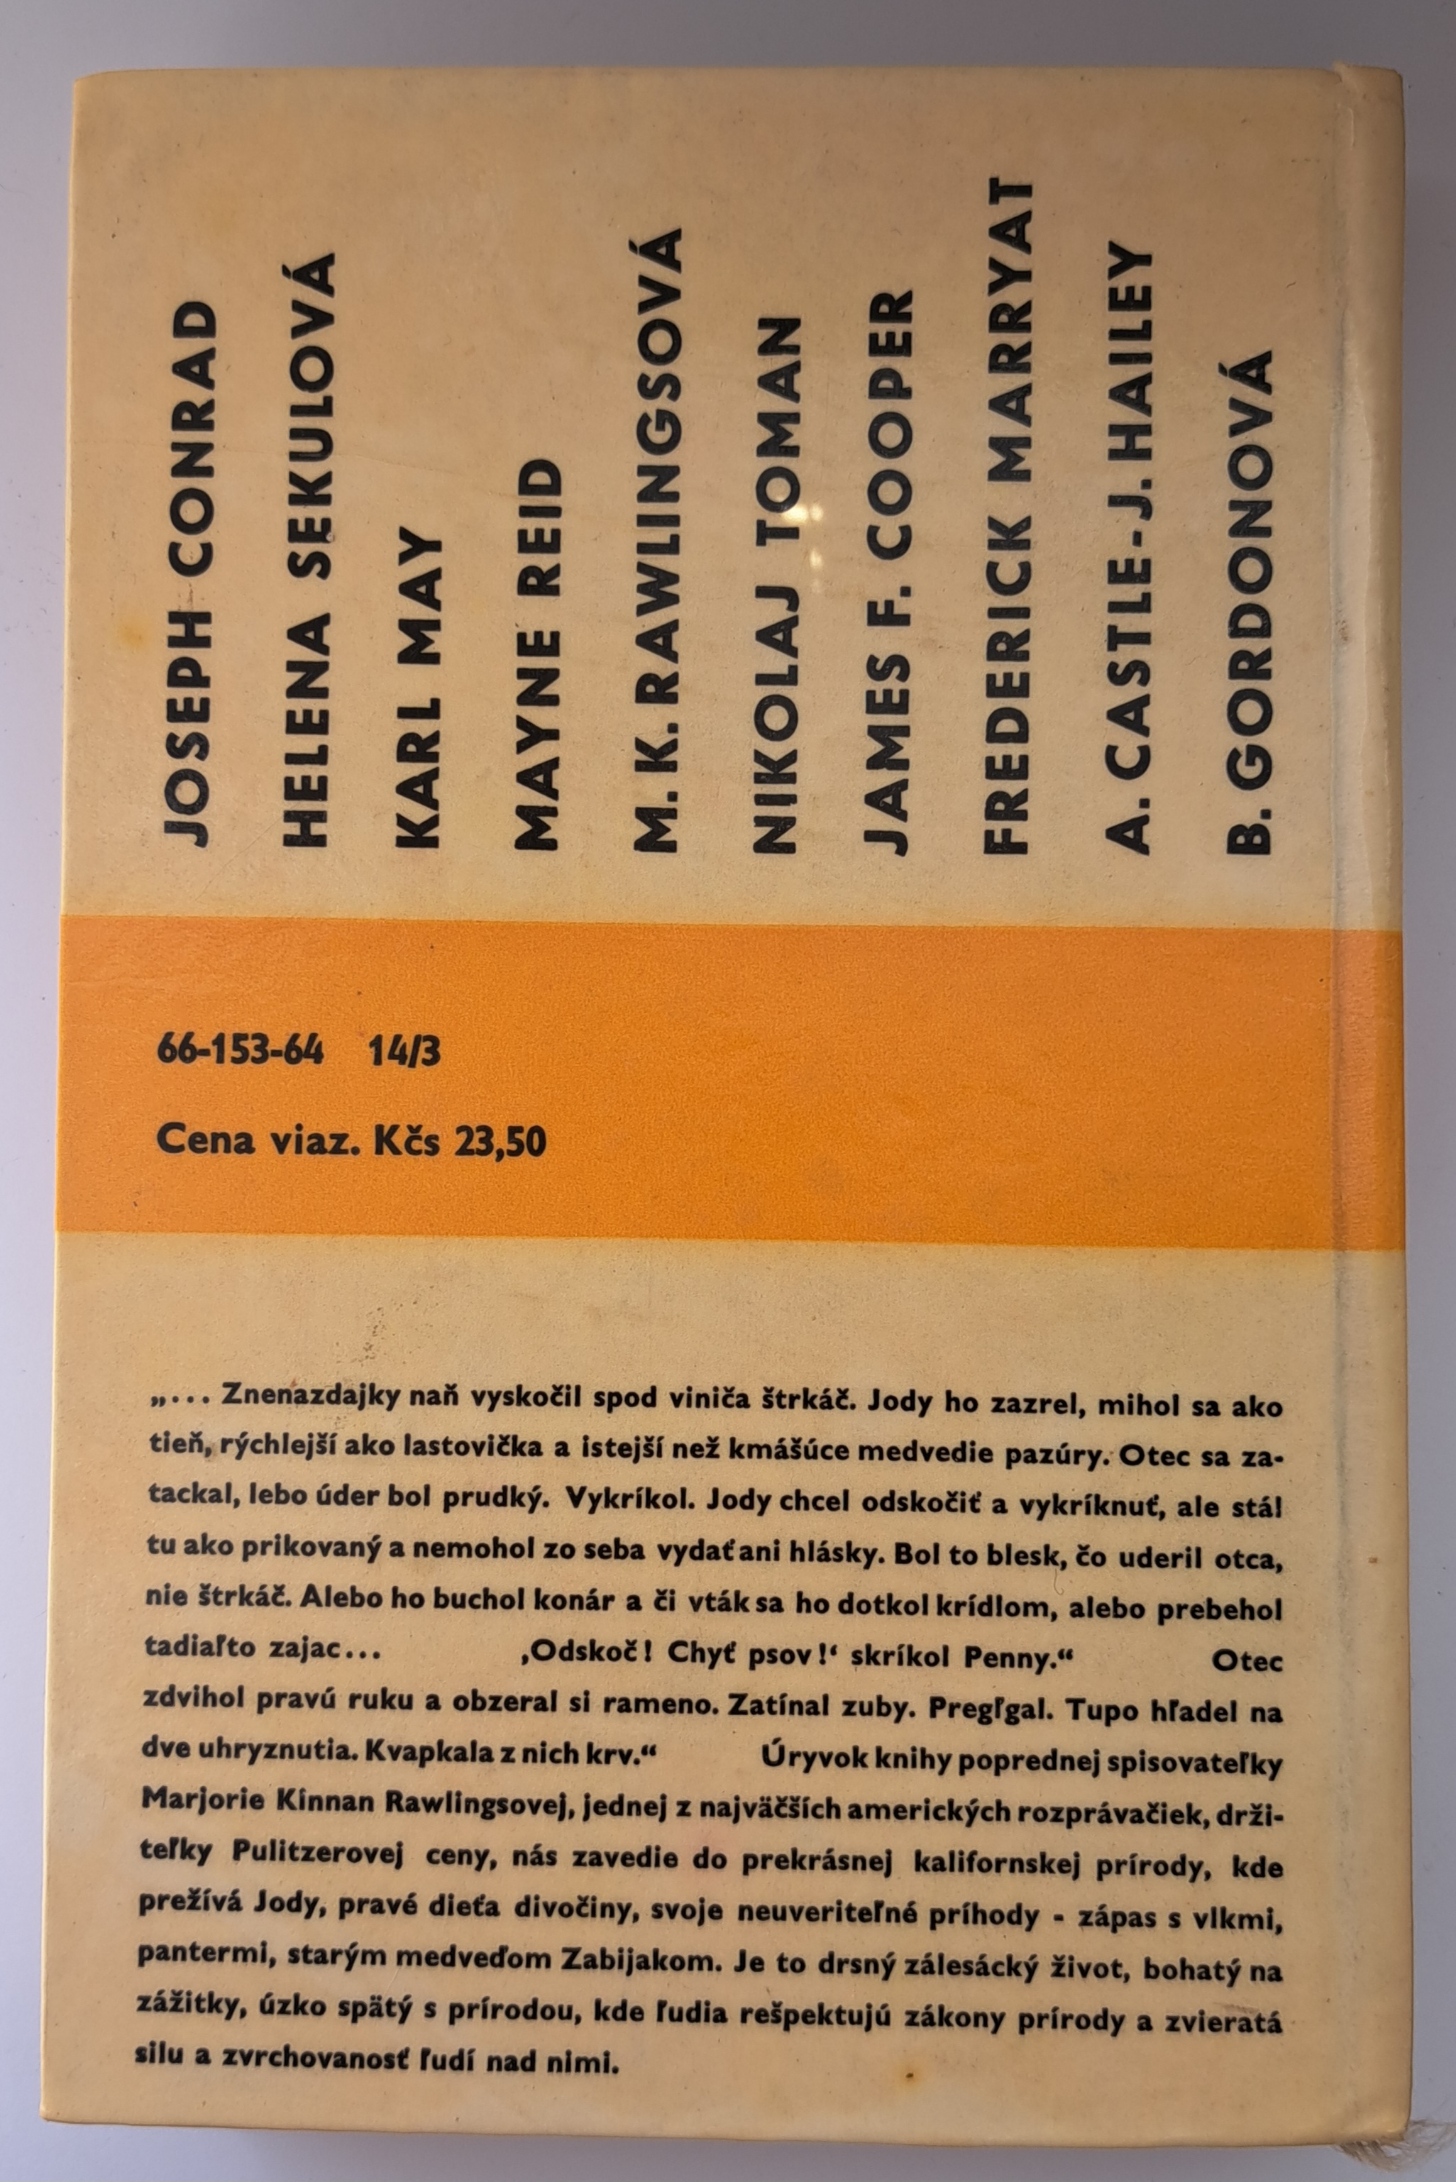 JOSEPH CONRAD
HELENA SEKULOVÁ
KARL MAY
MAYNE REID
M. K. RAWLINGSOVÁ
NIKOLAJ TOMAN
JAMES F. COOPER
FREDERICK MARRYAT
A. CASTLE-J. HAILEY
B. GORDONOVÁ
66-153-64 14/3
Cena viaz. Kčs 23,50
„... Znenazdajky naň vyskočil spod viniča štrkáč. Jody ho zazrel, mihol sa ako
tieň, rýchlejší ako lastovička a istejší než kmášúce medvedie pazúry. Otec sa za-
tackal, lebo úder bol prudký. Vykríkol. Jody chcel odskočiť a vykríknuť, ale stál
tu ako prikovaný a nemohol zo seba vydať ani hlásky. Bol to blesk, čo uderil otca,
nie štrkáč. Alebo ho buchol konár a či vták sa ho dotkol krídlom, alebo prebehol
tadiaľto zajac... ‚Odskoč! Chyť psov!‘ skríkol Penny.“ Otec
zdvihol pravú ruku a obzeral si rameno. Zatínal zuby. Pregĺgal. Tupo hľadel na
dve uhryznutia. Kvapkala z nich krv.“ Úryvok knihy poprednej spisovateľky
Marjorie Kinnan Rawlingsovej, jednej z najväčších amerických rozprávačiek, drži-
teľky Pulitzerovej ceny, nás zavedie do prekrásnej kalifornskej prírody, kde
prežívá Jody, pravé dieťa divočiny, svoje neuveriteľné príhody - zápas s vlkmi,
pantermi, starým medveďom Zabijakom. Je to drsný zálesácký život, bohatý na
zážitky, úzko spätý s prírodou, kde ľudia rešpektujú zákony prírody a zvieratá
silu a zvrchovanosť ľudí nad nimi.